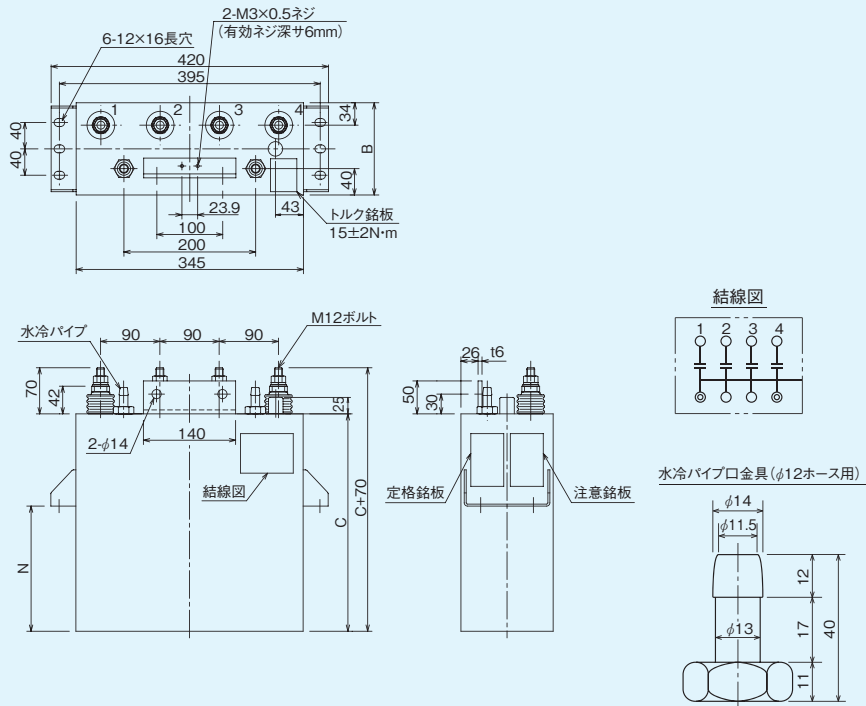 2-M3×0.5ネジ
(有効ネジ深サ6mm)
6-12×16長穴
420
395
1
2
3
4
34
B
40
40
40
23.9
43
100
200
345
トルク銘板
15±2N・m
水冷パイプ
90
90
90
M12ボルト
70
42
25
2-φ14
140
結線図
N
C
C+70
26
t6
50
30
定格銘板
注意銘板
結線図
1
2
3
4
水冷パイプ口金具(φ12ホース用)
φ14
φ11.5
12
φ13
17
40
11